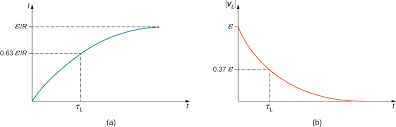 I
ℰ/R
0.63 ℰ/R
τL
t
(a)
|vL|
ℰ
0.37 ℰ
τL
t
(b)